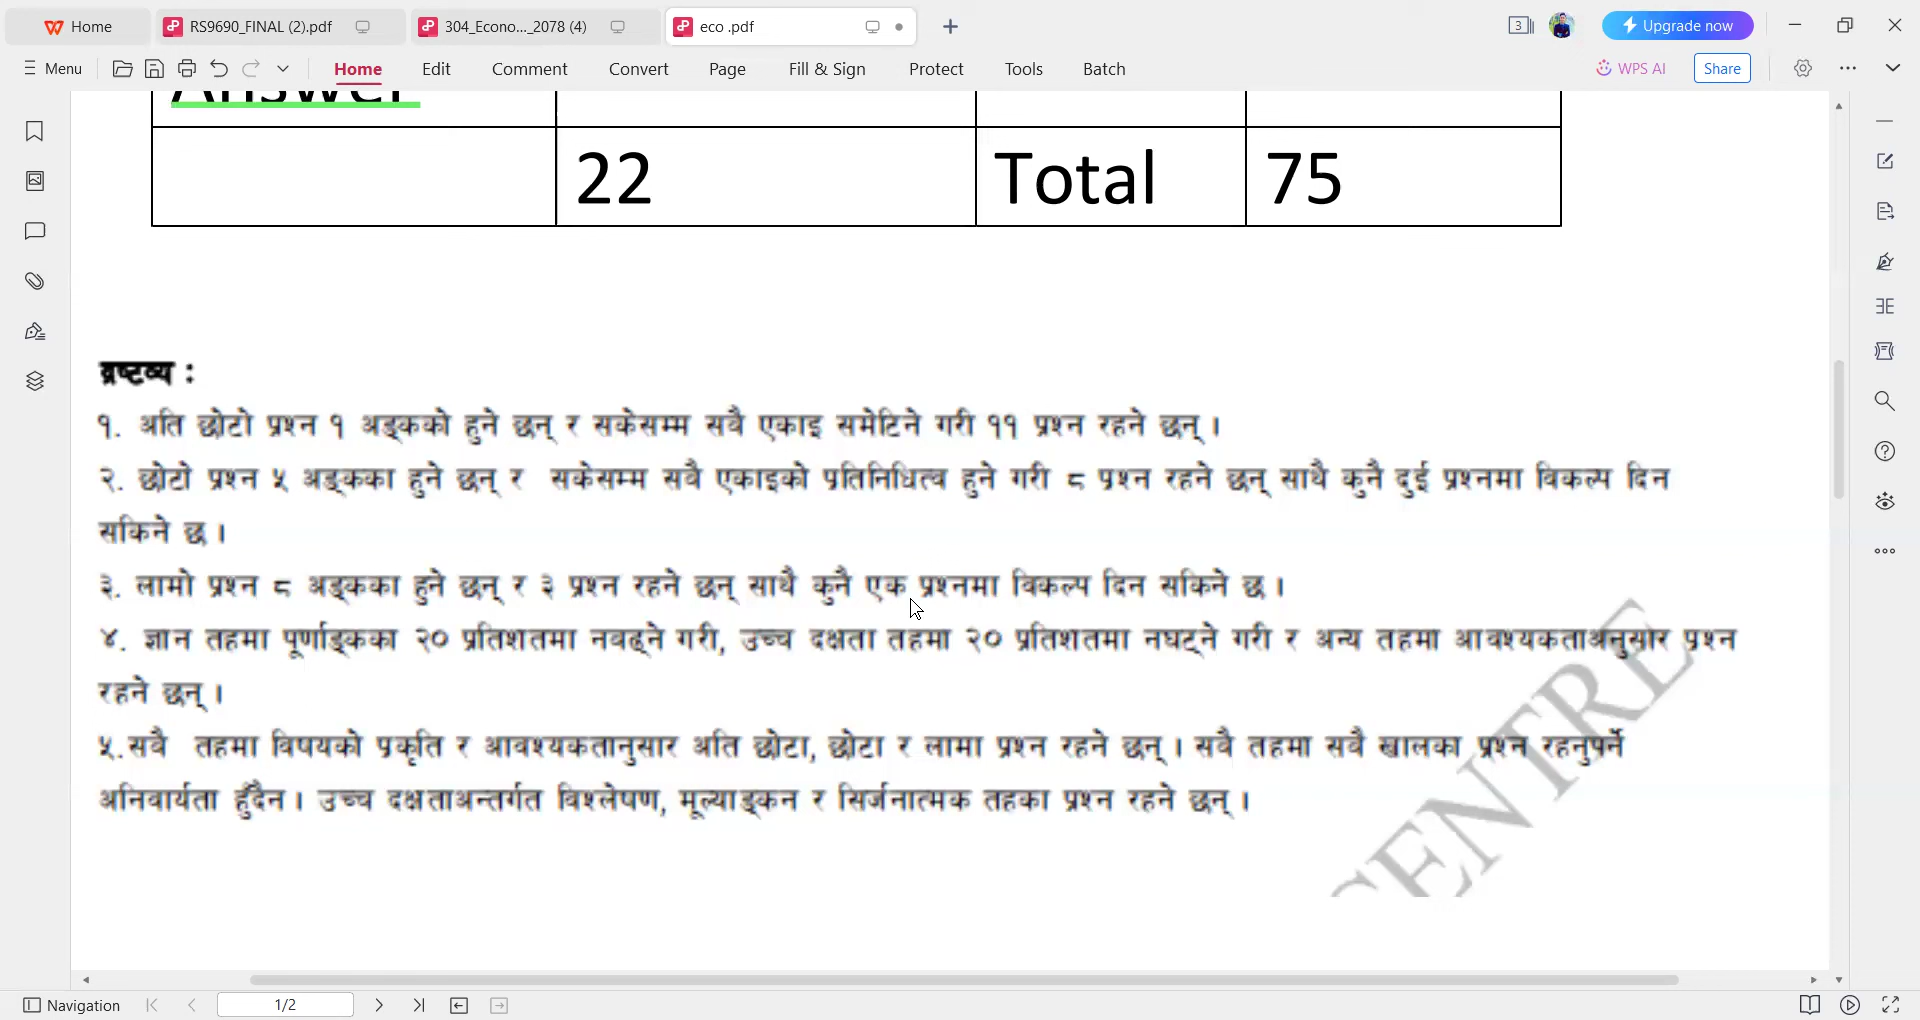 Home
RS9690_FINAL (2).pdf
304_Econo..._2078 (4)
eco .pdf
3
Upgrade now
Menu
Home
Edit
Comment
Convert
Page
Fill & Sign
Protect
Tools
Batch
WPS AI
Share
Answer
22 Total 75
द्रष्टव्य :
१. अति छोटो प्रश्न १ अङ्कको हुने छन् र सकेसम्म सबै एकाइ समेटिने गरी ११ प्रश्न रहने छन् ।
२. छोटो प्रश्न ५ अङ्कका हुने छन् र सकेसम्म सबै एकाइको प्रतिनिधित्व हुने गरी ८ प्रश्न रहने छन् साथै कुनै दुई प्रश्नमा विकल्प दिन
सकिने छ ।
३. लामो प्रश्न ८ अङ्कका हुने छन् र ३ प्रश्न रहने छन् साथै कुनै एक प्रश्नमा विकल्प दिन सकिने छ ।
४. ज्ञान तहमा पूर्णाङ्कका २० प्रतिशतमा नबढ्ने गरी, उच्च दक्षता तहमा २० प्रतिशतमा नघट्ने गरी र अन्य तहमा आवश्यकताअनुसार प्रश्न
रहने छन् ।
५.सबै तहमा विषयको प्रकृति र आवश्यकतानुसार अति छोटा, छोटा र लामा प्रश्न रहने छन् । सबै तहमा सबै खालका प्रश्न रहनुपर्ने
अनिवार्यता हुँदैन । उच्च दक्षताअन्तर्गत विश्लेषण, मूल्याङ्कन र सिर्जनात्मक तहका प्रश्न रहने छन् ।
CENTRE
Navigation
1/2